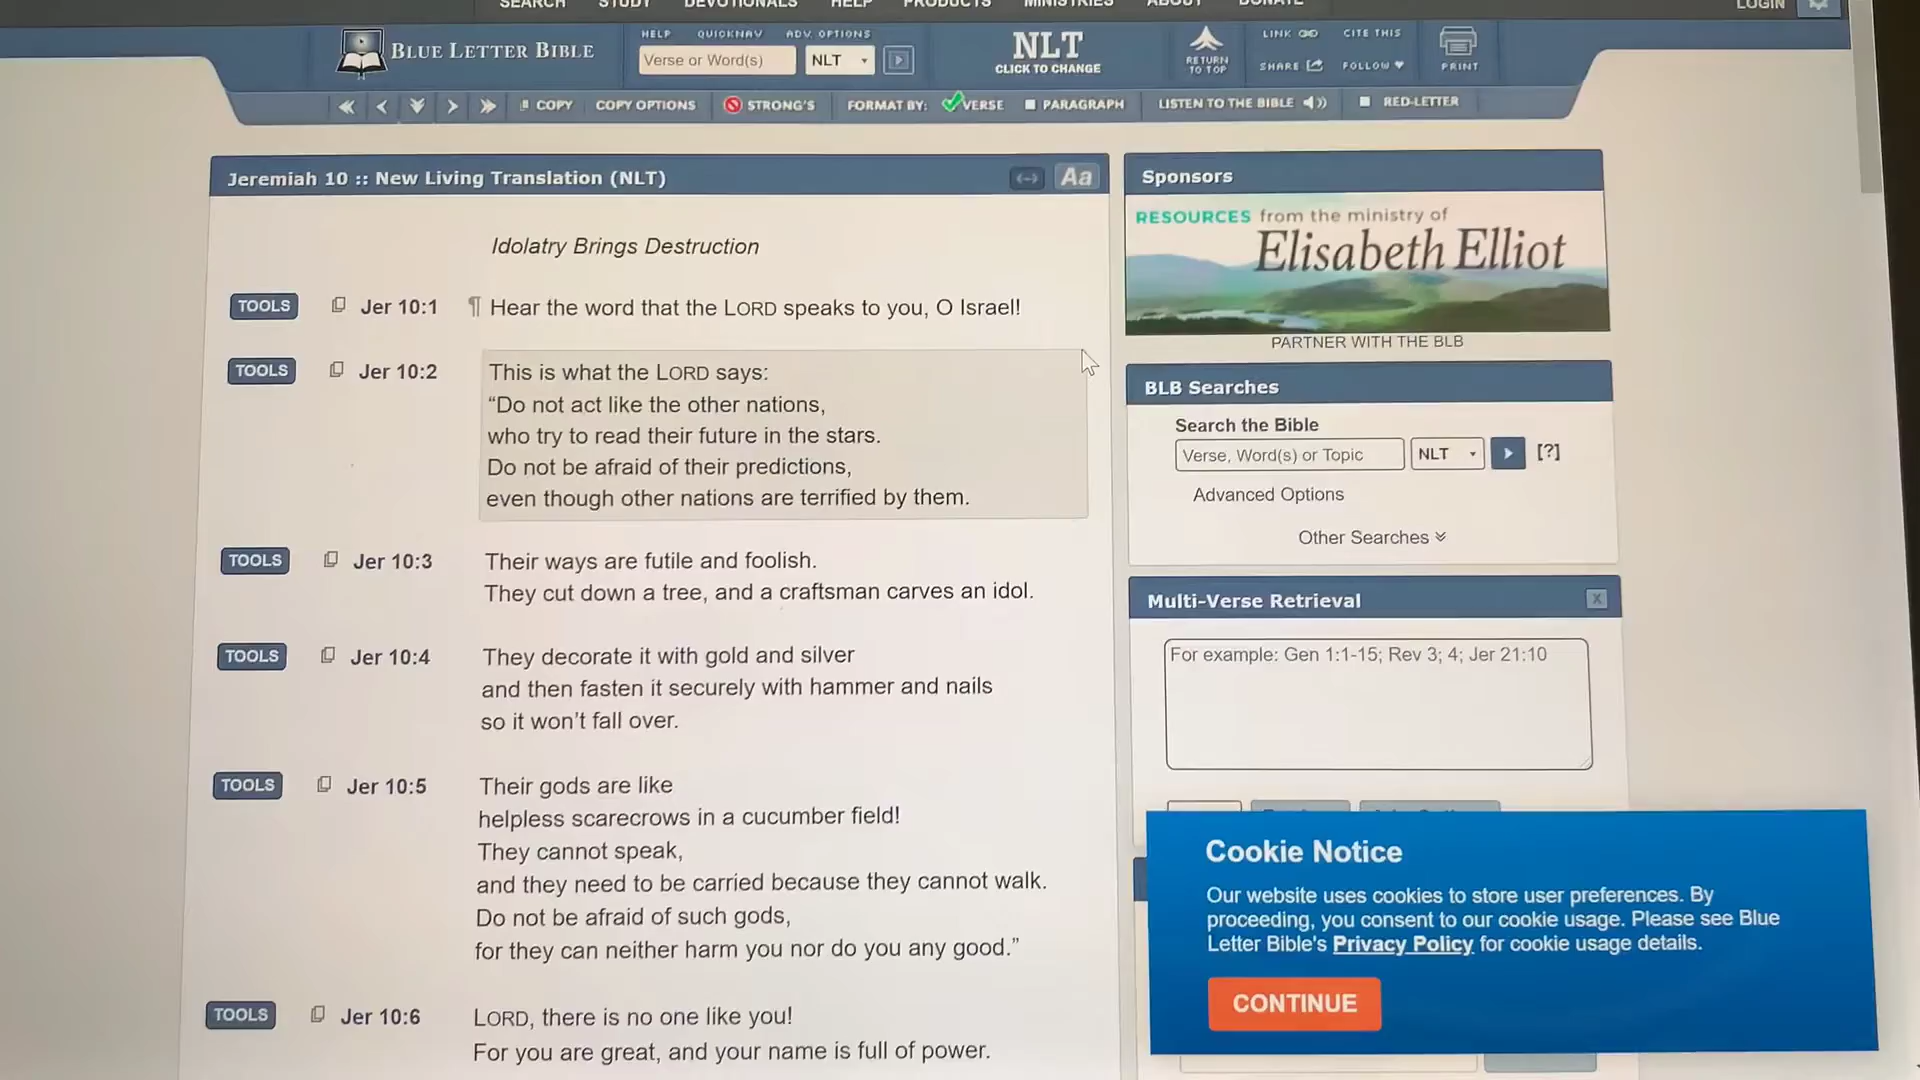 SEARCH STUDY DEVOTIONALS HELP PRODUCTS MINISTRIES ABOUT DONATE LOGIN
BLUE LETTER BIBLE
HELP QUICKNAV ADV. OPTIONS
Verse or Word(s) NLT
NLT
CLICK TO CHANGE
RETURN
TO TOP
LINK CITE THIS
SHARE FOLLOW
PRINT
COPY COPY OPTIONS STRONG'S FORMAT BY: VERSE PARAGRAPH LISTEN TO THE BIBLE RED-LETTER
Jeremiah 10 :: New Living Translation (NLT) Aa
Idolatry Brings Destruction
TOOLS Jer 10:1 ¶ Hear the word that the LORD speaks to you, O Israel!
TOOLS Jer 10:2 This is what the LORD says:
“Do not act like the other nations,
who try to read their future in the stars.
Do not be afraid of their predictions,
even though other nations are terrified by them.
TOOLS Jer 10:3 Their ways are futile and foolish.
They cut down a tree, and a craftsman carves an idol.
TOOLS Jer 10:4 They decorate it with gold and silver
and then fasten it securely with hammer and nails
so it won’t fall over.
TOOLS Jer 10:5 Their gods are like
helpless scarecrows in a cucumber field!
They cannot speak,
and they need to be carried because they cannot walk.
Do not be afraid of such gods,
for they can neither harm you nor do you any good.”
TOOLS Jer 10:6 LORD, there is no one like you!
For you are great, and your name is full of power.
Sponsors
RESOURCES from the ministry of
Elisabeth Elliot
PARTNER WITH THE BLB
BLB Searches
Search the Bible
Verse, Word(s) or Topic NLT [?]
Advanced Options
Other Searches
Multi-Verse Retrieval X
For example: Gen 1:1-15; Rev 3; 4; Jer 21:10
Cookie Notice
Our website uses cookies to store user preferences. By
proceeding, you consent to our cookie usage. Please see Blue
Letter Bible's Privacy Policy for cookie usage details.
CONTINUE